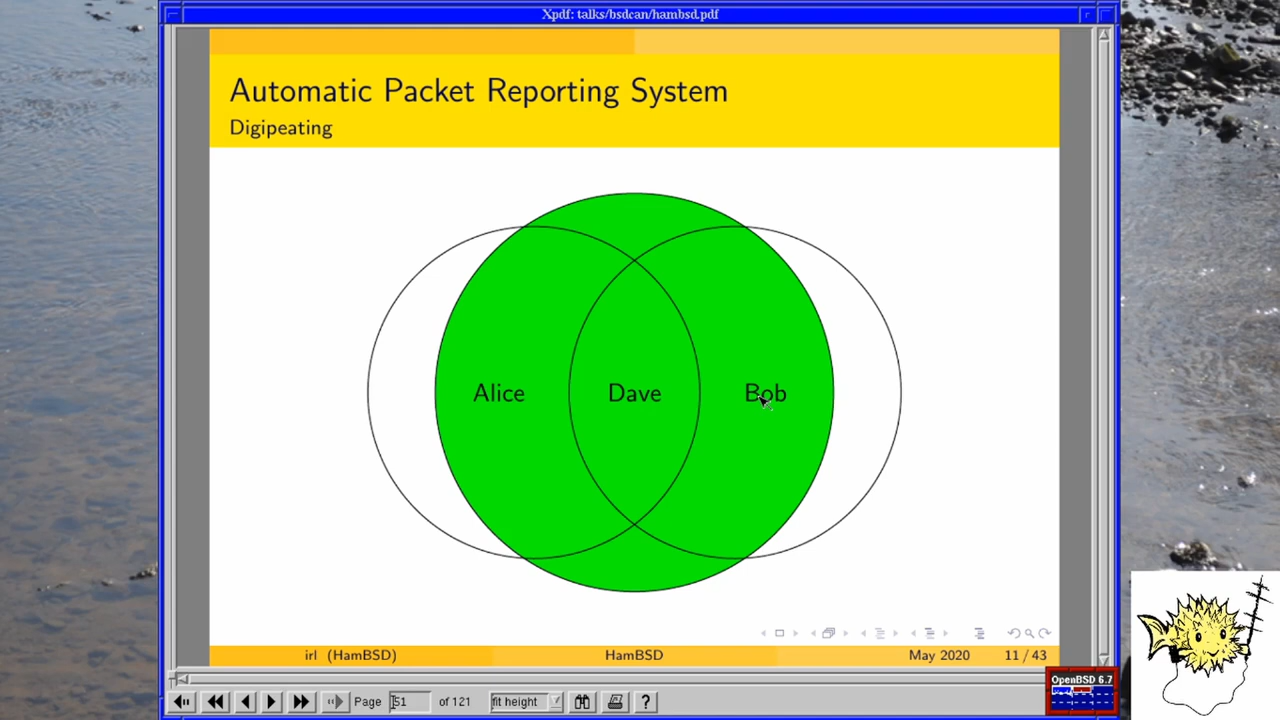 Xpdf: talks/bsdcan/hambsd.pdf
Automatic Packet Reporting System
Digipeating
Alice
Dave
Bob
irl (HamBSD)
HamBSD
May 2020
11 / 43
OpenBSD 6.7
Page 51 of 121
fit height
?